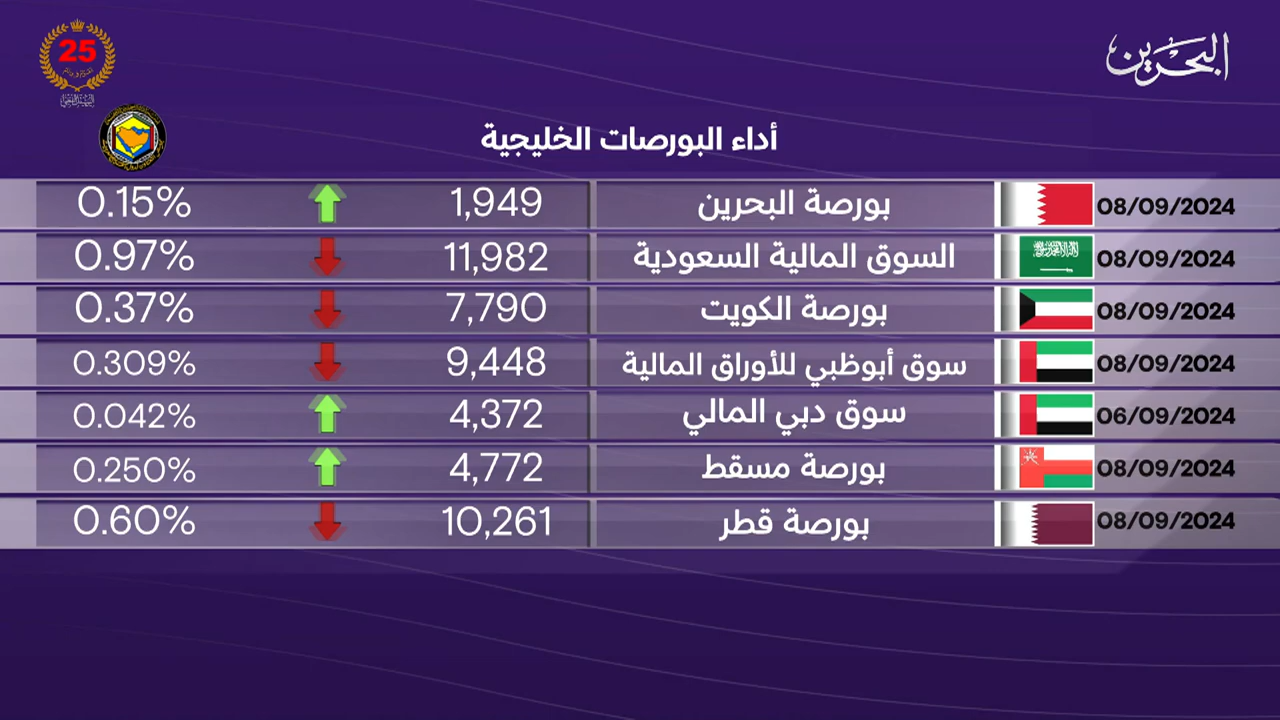 البحرين
25
أداء البورصات الخليجية
08/09/2024 بورصة البحرين 1,949 0.15%
08/09/2024 السوق المالية السعودية 11,982 0.97%
08/09/2024 بورصة الكويت 7,790 0.37%
08/09/2024 سوق أبوظبي للأوراق المالية 9,448 0.309%
06/09/2024 سوق دبي المالي 4,372 0.042%
08/09/2024 بورصة مسقط 4,772 0.250%
08/09/2024 بورصة قطر 10,261 0.60%